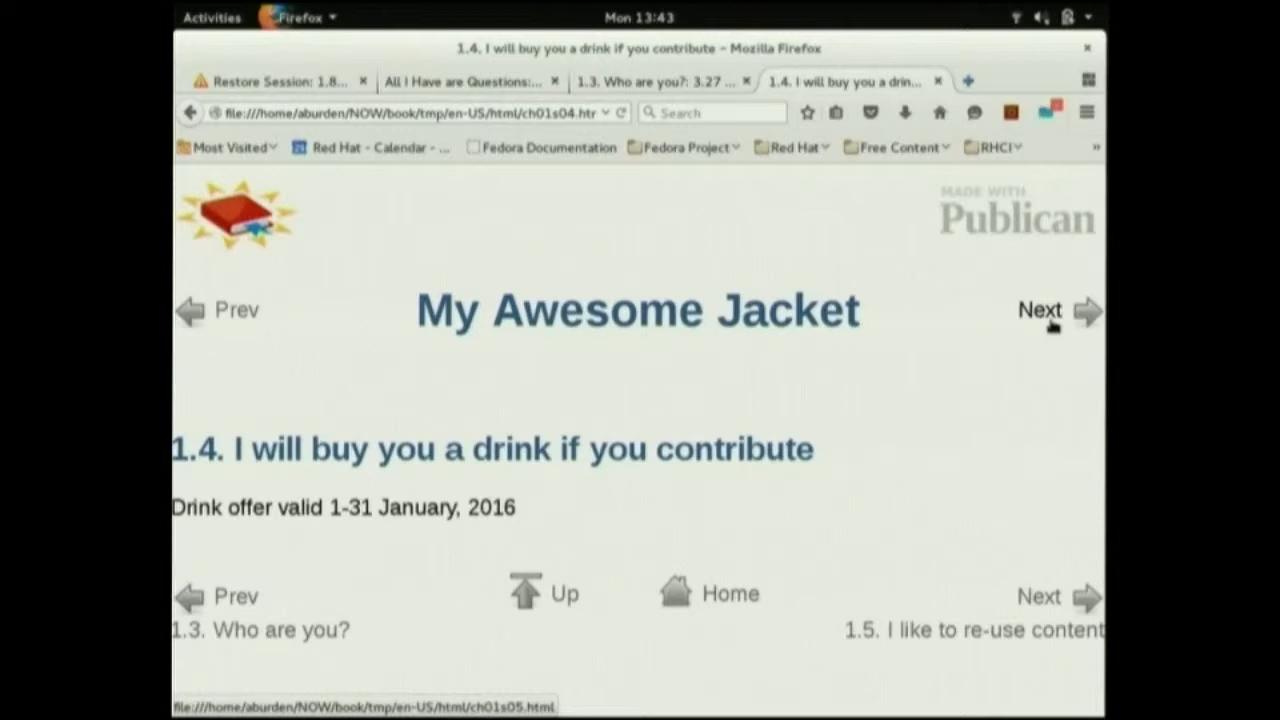 Activities Firefox Mon 13:43
1.4. I will buy you a drink if you contribute - Mozilla Firefox
Restore Session: 1.8... All I Have are Questions:... 1.3. Who are you?: 3.27 ... 1.4. I will buy you a drin...
file:///home/aburden/NOW/book/tmp/en-US/html/ch01s04.htr Search
Most Visited Red Hat - Calendar - ... Fedora Documentation Fedora Project Red Hat Free Content RHCI »
MADE WITH
Publican
Prev My Awesome Jacket Next
1.4. I will buy you a drink if you contribute
Drink offer valid 1-31 January, 2016
Prev Up Home Next
1.3. Who are you? 1.5. I like to re-use content
file:///home/aburden/NOW/book/tmp/en-US/html/ch01s05.html